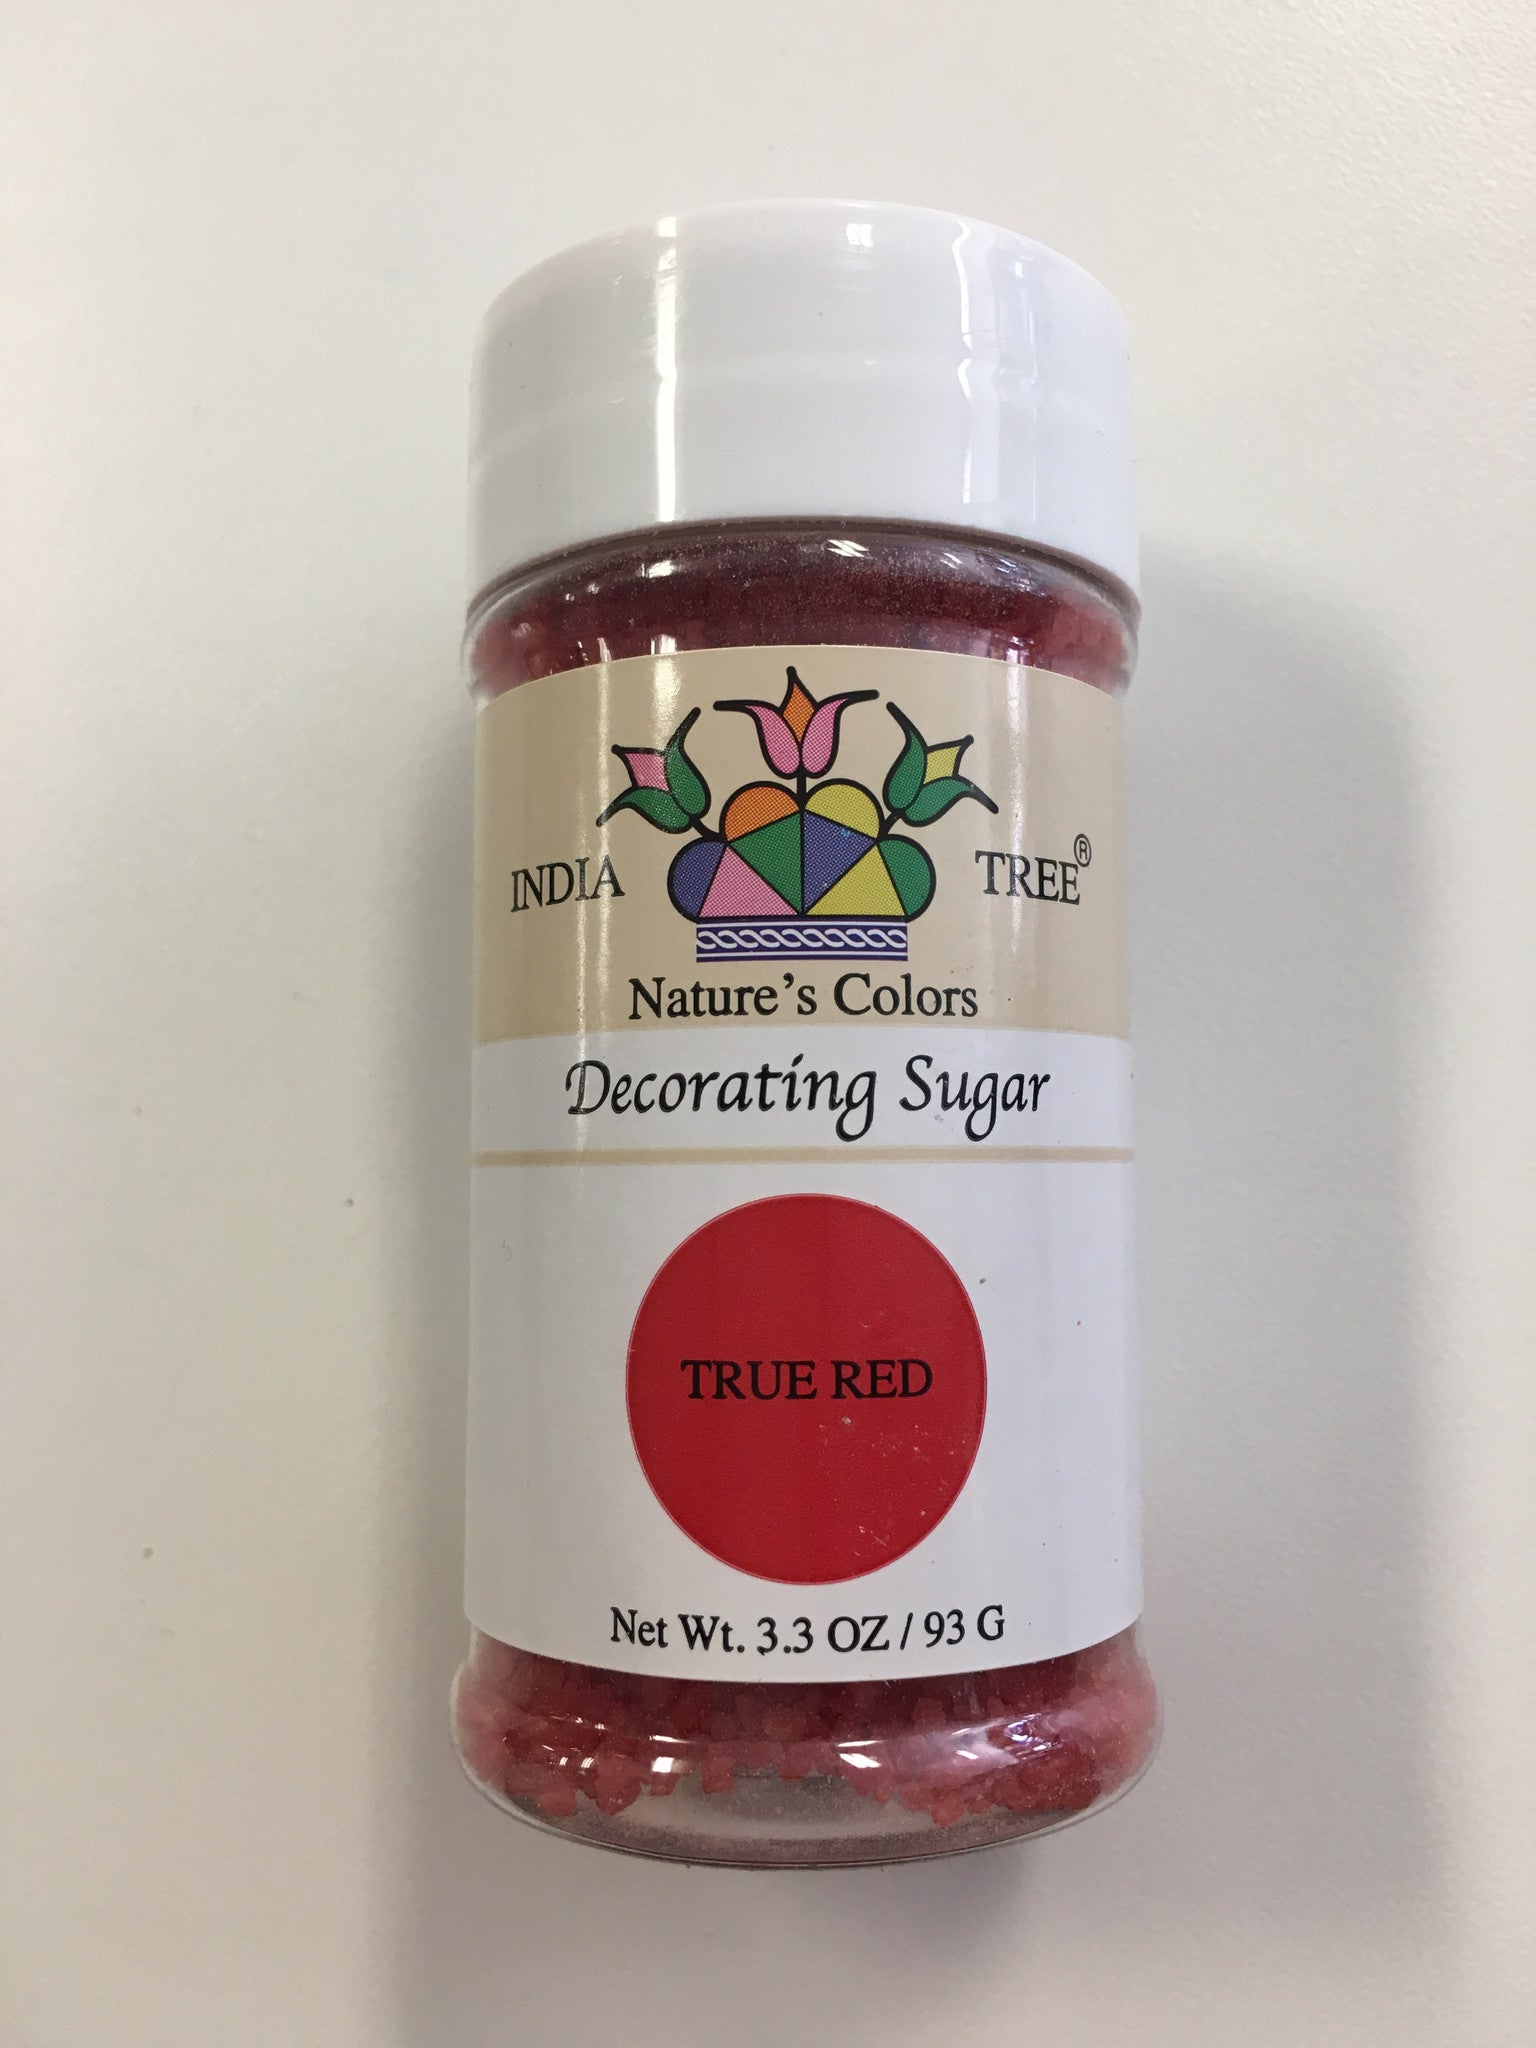 INDIA TREE®
Nature's Colors
Decorating Sugar
TRUE RED
Net Wt. 3.3 OZ / 93 G